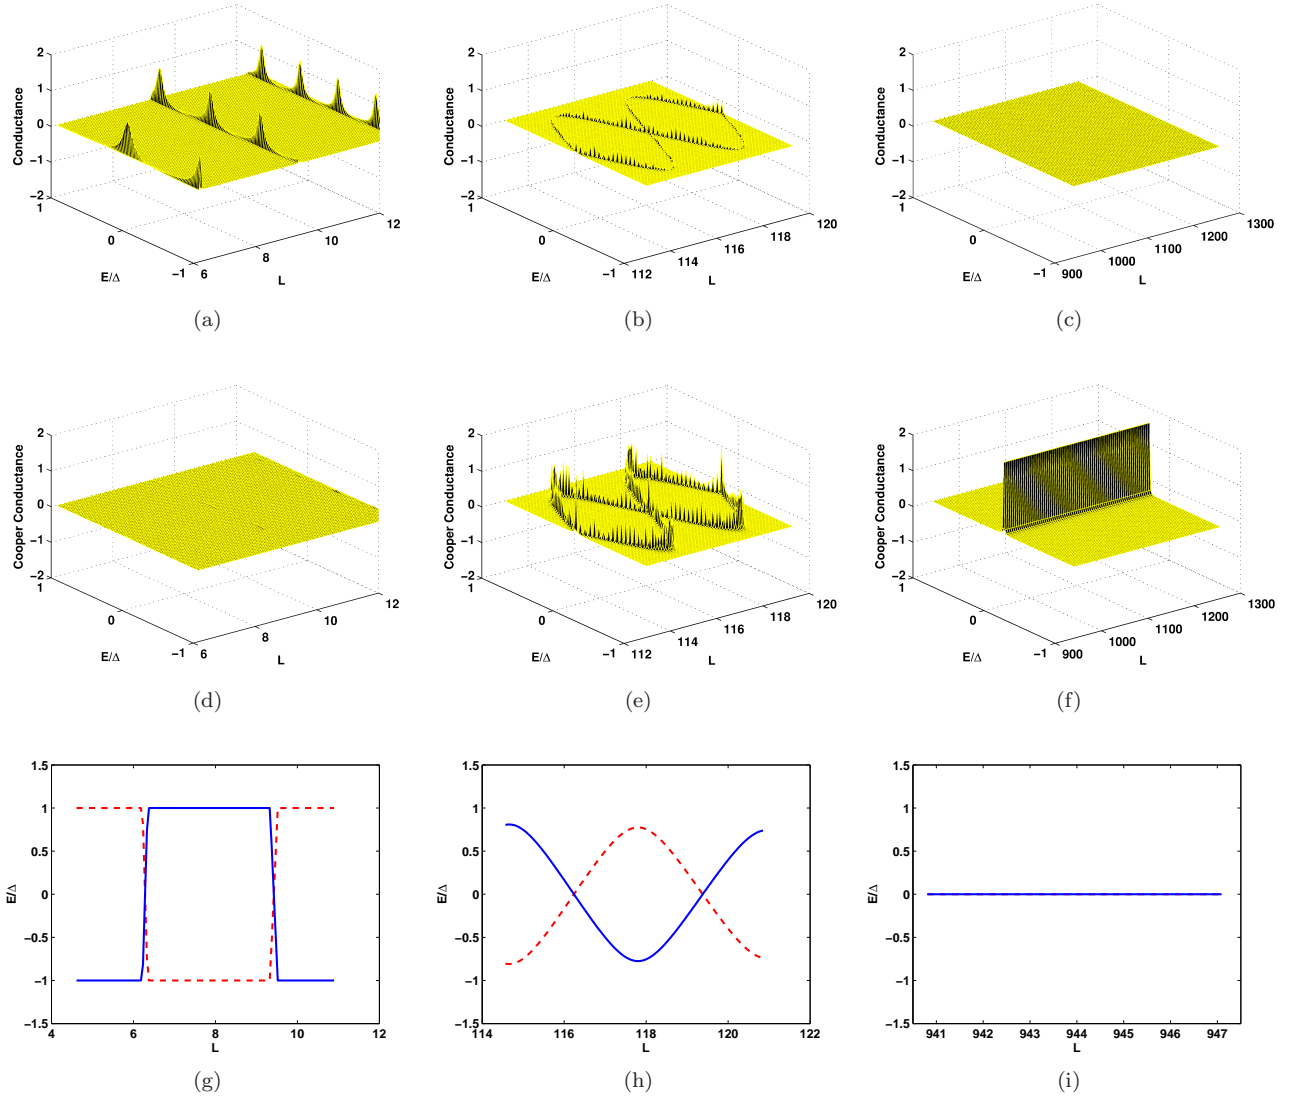 2
1
0
−1
−2
Conductance
1
0
−1
E/Δ
6
8
10
12
L
(a)
2
1
0
−1
−2
Conductance
1
0
−1
E/Δ
112
114
116
118
120
L
(b)
2
1
0
−1
−2
Conductance
1
0
−1
E/Δ
900
1000
1100
1200
1300
L
(c)
2
1
0
−1
−2
Cooper Conductance
1
0
−1
E/Δ
6
8
10
12
L
(d)
2
1
0
−1
−2
Cooper Conductance
1
0
−1
E/Δ
112
114
116
118
120
L
(e)
2
1
0
−1
−2
Cooper Conductance
1
0
−1
E/Δ
900
1000
1100
1200
1300
L
(f)
1.5
1
0.5
0
−0.5
−1
−1.5
E/Δ
4 6 8 10 12
L
(g)
1.5
1
0.5
0
−0.5
−1
−1.5
E/Δ
114 116 118 120 122
L
(h)
1.5
1
0.5
0
−0.5
−1
−1.5
E/Δ
941 942 943 944 945 946 947
L
(i)